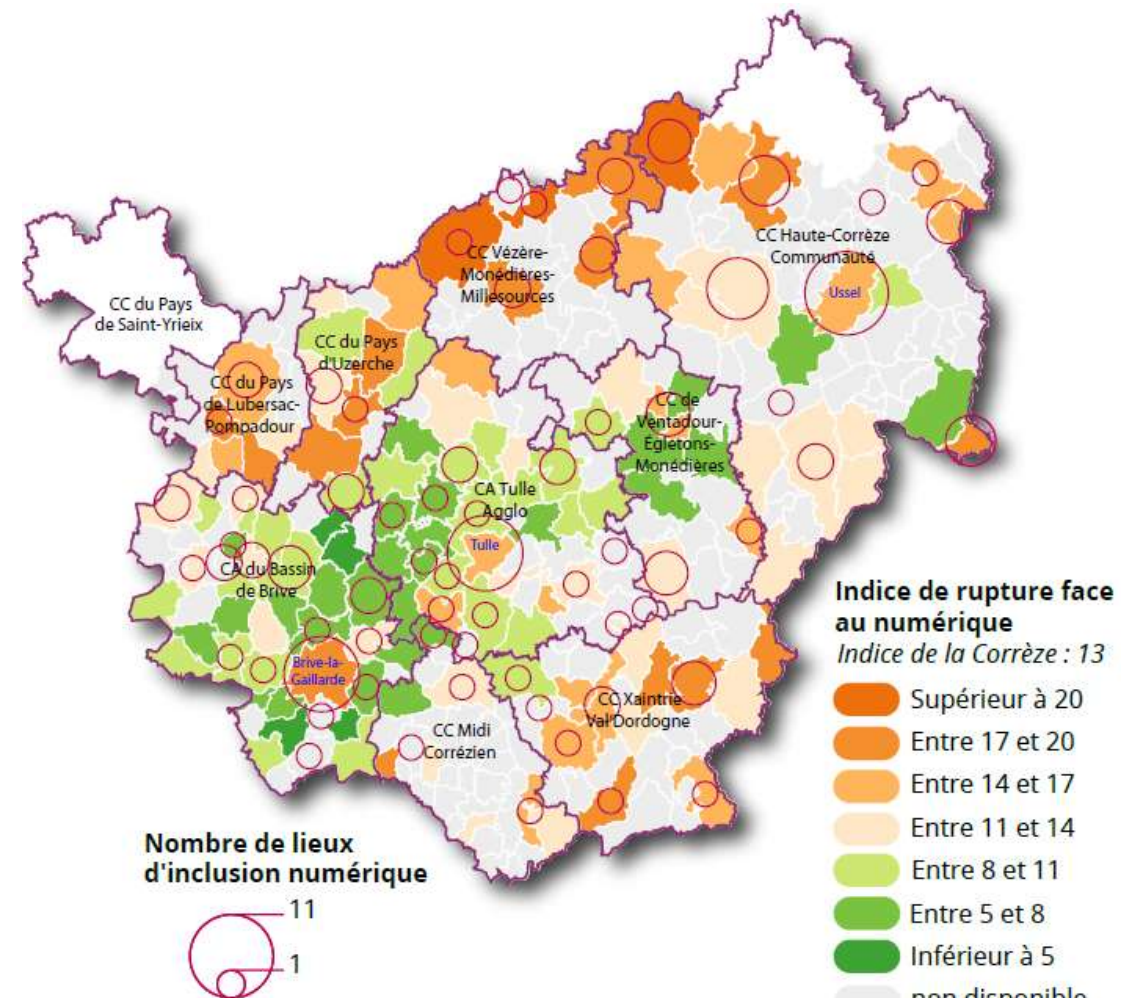 CC du Pays
de Saint-Yrieix
CC Vézère-
Monédières-
Millesources
CC Haute-Corrèze
Communauté
Ussel
CC du Pays
d'Uzerche
CC du Pays
de Lubersac-
Pompadour
CC de
Ventadour-
Égletons-
Monédières
CA Tulle
Agglo
Tulle
CA du Bassin
de Brive
Brive-la-
Gaillarde
CC Xaintrie
Val'Dordogne
CC Midi
Corrézien
Indice de rupture face
au numérique
Indice de la Corrèze : 13
Supérieur à 20
Entre 17 et 20
Entre 14 et 17
Entre 11 et 14
Entre 8 et 11
Entre 5 et 8
Inférieur à 5
non disponible
Nombre de lieux
d'inclusion numérique
11
1